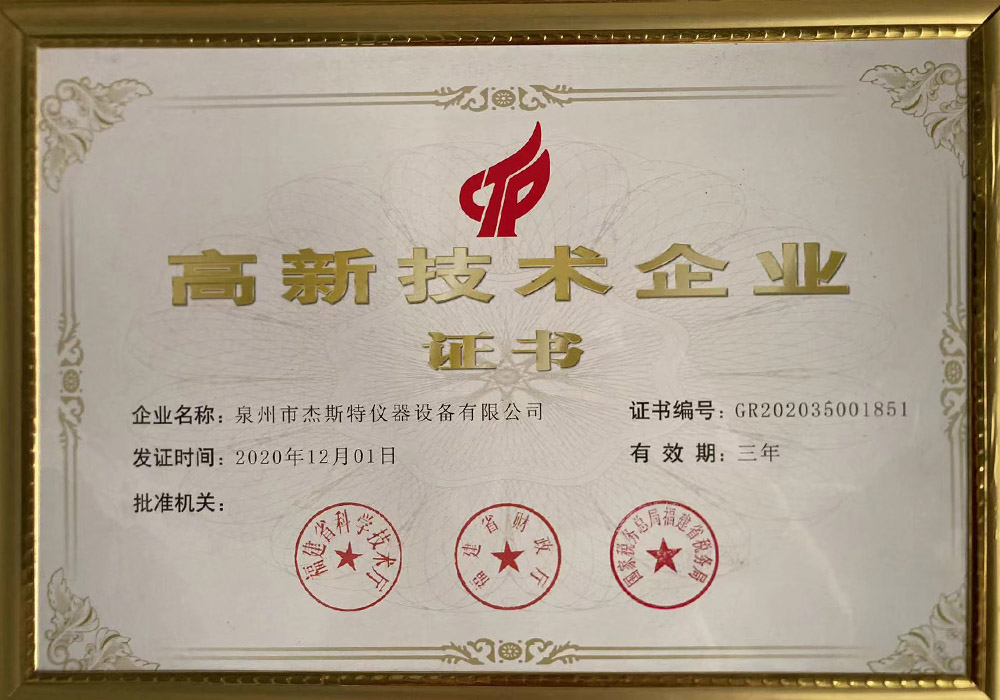 CTP
高新技术企业
证书
企业名称：泉州市杰斯特仪器设备有限公司
证书编号：GR202035001851
发证时间：2020年12月01日
有效期：三年
批准机关：
福建省科学技术厅
福建省财政厅
国家税务总局福建省税务局